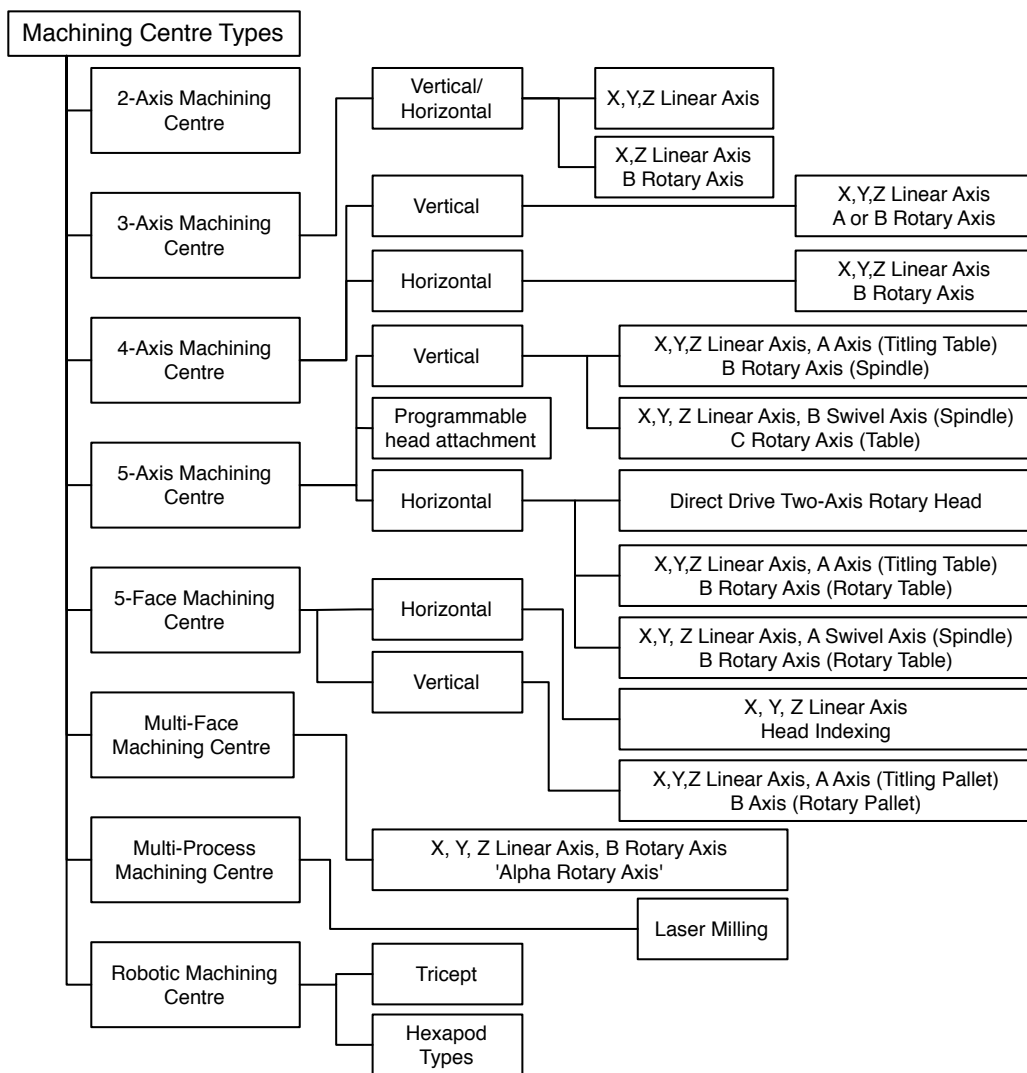 Machining Centre Types
2-Axis Machining
Centre
Vertical/
Horizontal
X,Y,Z Linear Axis
X,Z Linear Axis
B Rotary Axis
3-Axis Machining
Centre
Vertical
X,Y,Z Linear Axis
A or B Rotary Axis
Horizontal
X,Y,Z Linear Axis
B Rotary Axis
4-Axis Machining
Centre
Vertical
X,Y,Z Linear Axis, A Axis (Titling Table)
B Rotary Axis (Spindle)
Programmable
head attachment
X,Y, Z Linear Axis, B Swivel Axis (Spindle)
C Rotary Axis (Table)
5-Axis Machining
Centre
Horizontal
Direct Drive Two-Axis Rotary Head
X,Y,Z Linear Axis, A Axis (Titling Table)
B Rotary Axis (Rotary Table)
5-Face Machining
Centre
Horizontal
X,Y, Z Linear Axis, A Swivel Axis (Spindle)
B Rotary Axis (Rotary Table)
Vertical
X, Y, Z Linear Axis
Head Indexing
Multi-Face
Machining Centre
X,Y,Z Linear Axis, A Axis (Titling Pallet)
B Axis (Rotary Pallet)
Multi-Process
Machining Centre
X, Y, Z Linear Axis, B Rotary Axis
'Alpha Rotary Axis'
Laser Milling
Robotic Machining
Centre
Tricept
Hexapod
Types